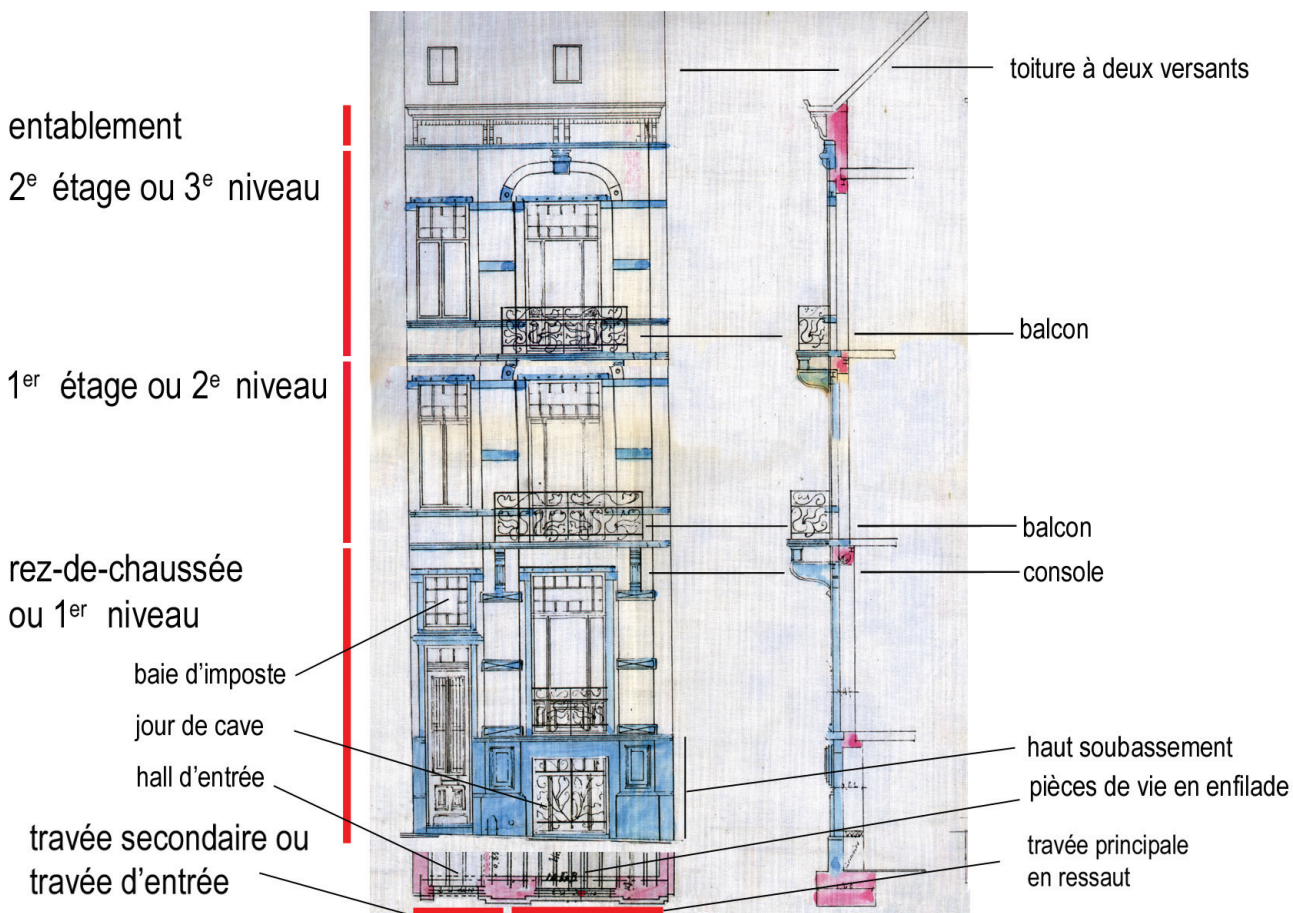 toiture à deux versants
entablement
2e étage ou 3e niveau
balcon
1er étage ou 2e niveau
balcon
console
rez-de-chaussée
ou 1er niveau
baie d'imposte
jour de cave
hall d'entrée
haut soubassement
pièces de vie en enfilade
travée secondaire ou
travée d'entrée
travée principale
en ressaut